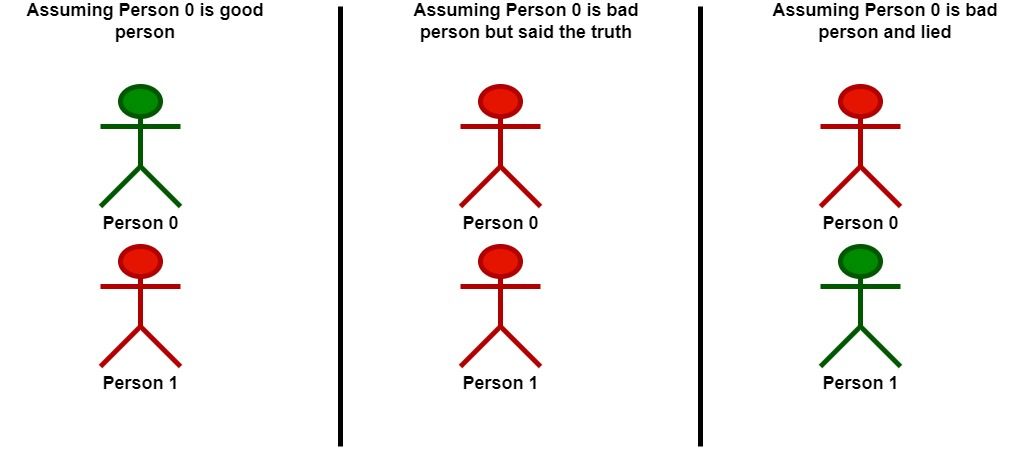 Assuming Person 0 is good
person
Person 0
Person 1
Assuming Person 0 is bad
person but said the truth
Person 0
Person 1
Assuming Person 0 is bad
person and lied
Person 0
Person 1